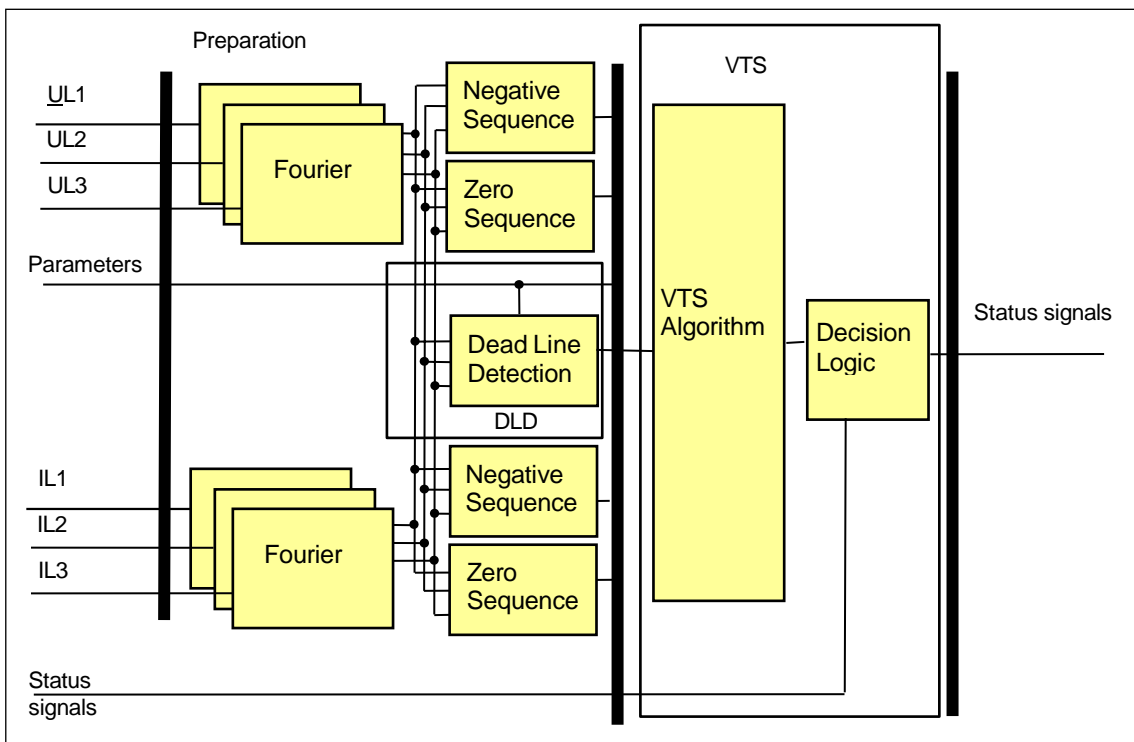 Preparation
VTS
UL1
UL2
UL3
Fourier
Negative
Sequence
Zero
Sequence
Parameters
Dead Line
Detection
DLD
VTS
Algorithm
Decision
Logic
Status signals
IL1
IL2
IL3
Fourier
Negative
Sequence
Zero
Sequence
Status
signals